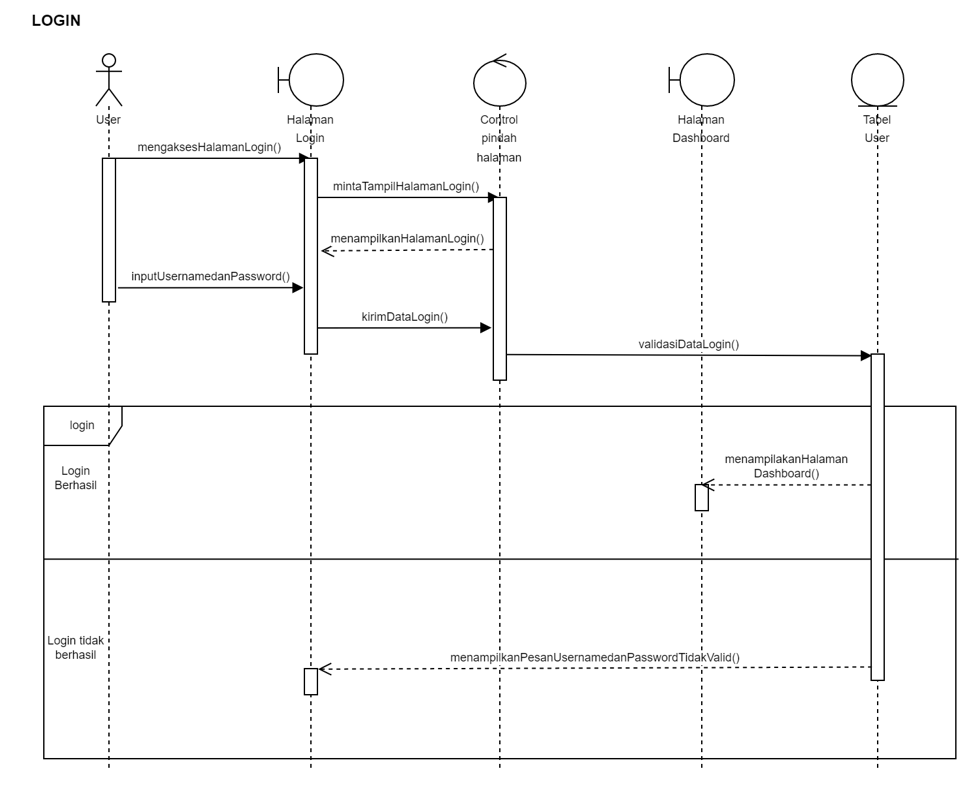 LOGIN
User
Halaman
Login
Control
pindah
halaman
Halaman
Dashboard
Tabel
User
mengaksesHalamanLogin()
mintaTampilHalamanLogin()
menampilkanHalamanLogin()
inputUsernamedanPassword()
kirimDataLogin()
validasiDataLogin()
login
Login
Berhasil
menampilakanHalaman
Dashboard()
Login tidak
berhasil
menampilkanPesanUsernamedanPasswordTidakValid()